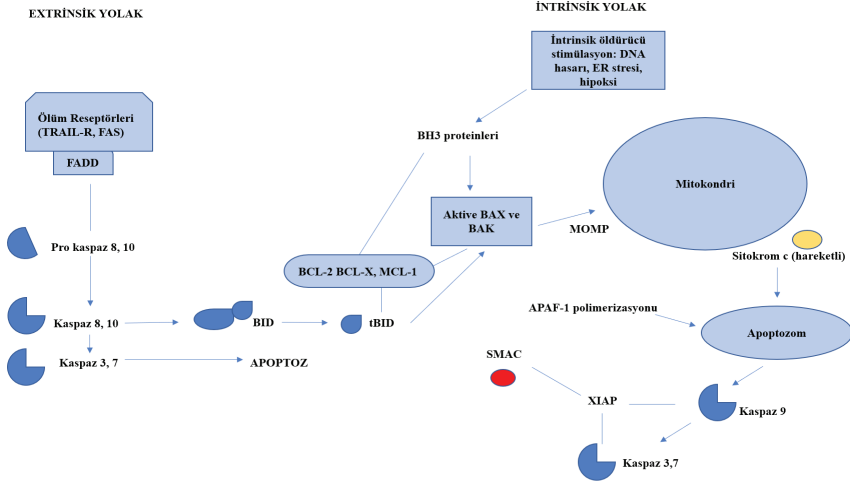 EXTRİNSİK YOLAK
İNTRİNSİK YOLAK
İntrinsik öldürücü
stimülasyon: DNA
hasarı, ER stresi,
hipoksi
Ölüm Reseptörleri
(TRAIL-R, FAS)
FADD
BH3 proteinleri
Mitokondri
Aktive BAX ve
BAK
MOMP
Pro kaspaz 8, 10
Sitokrom c (hareketli)
BCL-2 BCL-X, MCL-1
APAF-1 polimerizasyonu
Kaspaz 8, 10
BID
tBID
Apoptozom
Kaspaz 3, 7
APOPTOZ
SMAC
XIAP
Kaspaz 9
Kaspaz 3,7